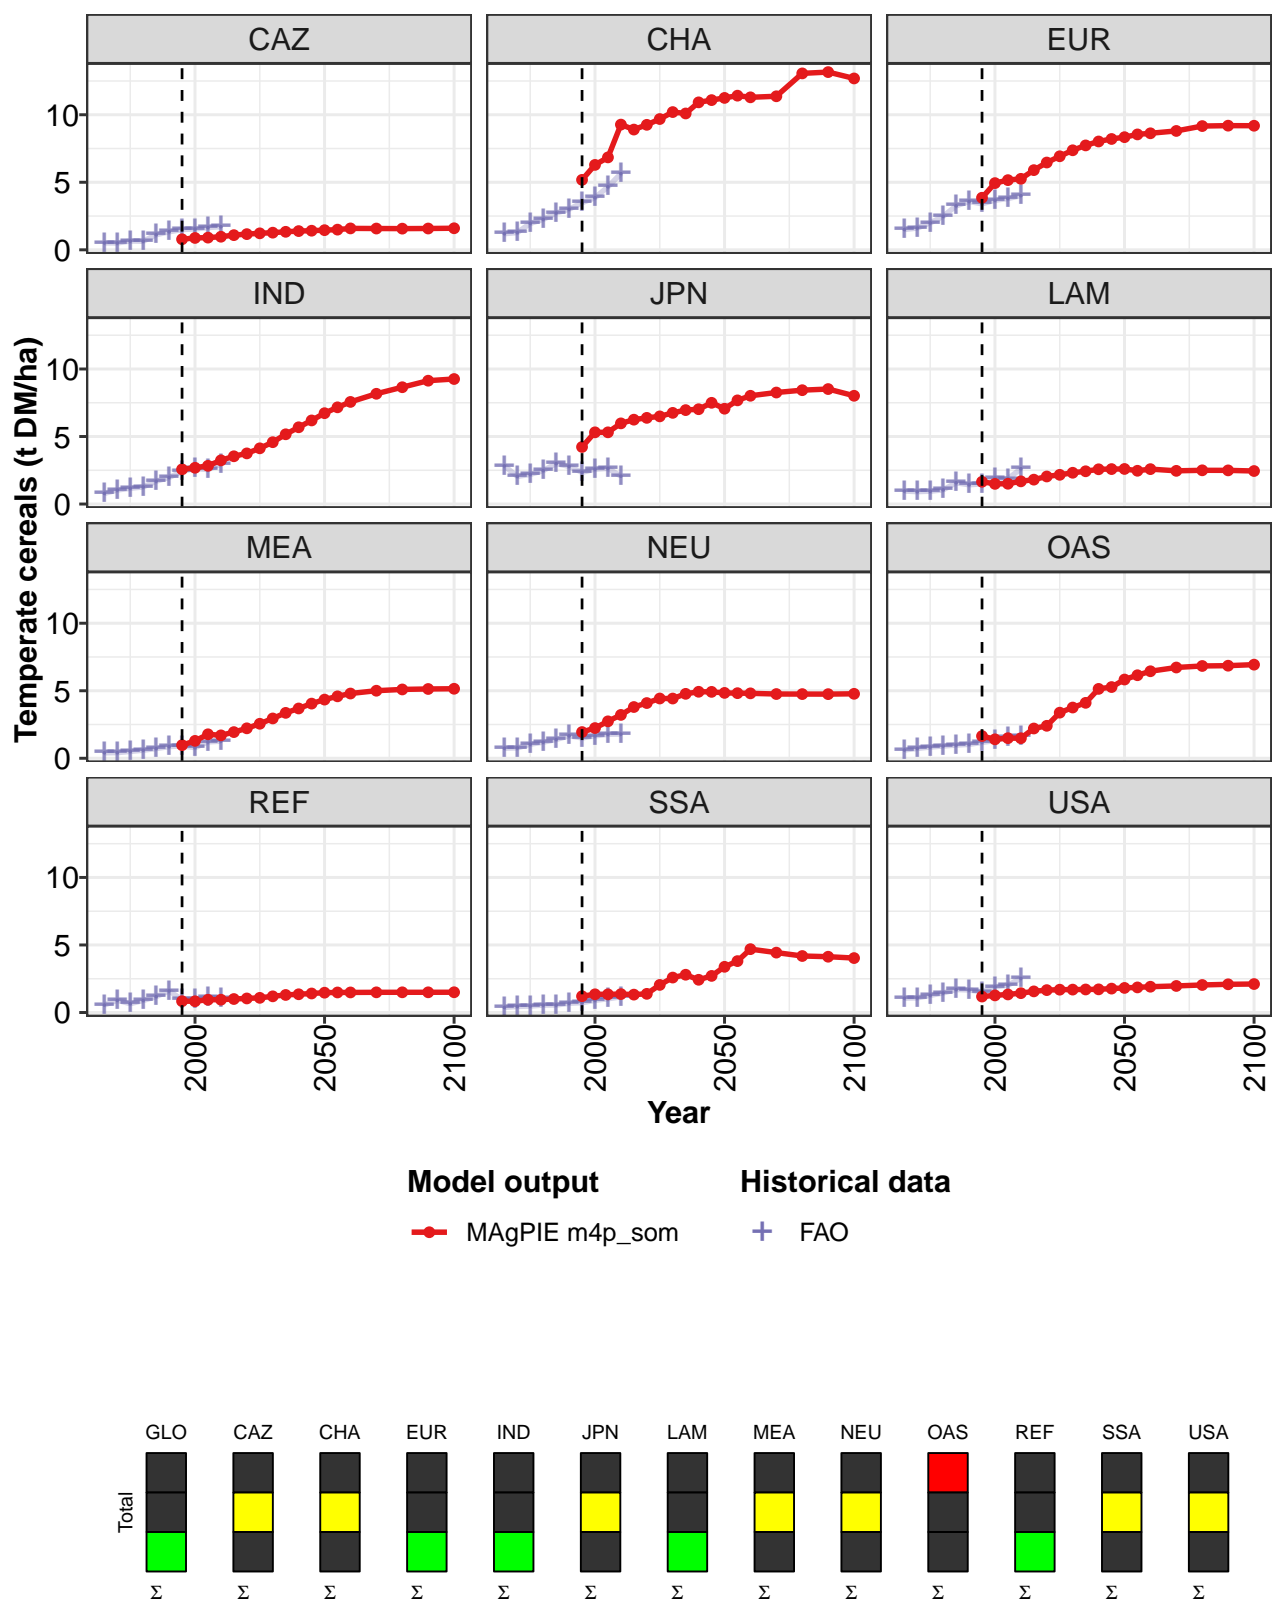 CAZ CHA EUR
10
5
0
IND JPN LAM
10
5
0
MEA NEU OAS
10
5
0
REF SSA USA
10
5
0
Temperate cereals (t DM/ha)
2000 2050 2100 2000 2050 2100 2000 2050 2100
Year
Model output Historical data
MAgPIE m4p_som FAO
GLO CAZ CHA EUR IND JPN LAM MEA NEU OAS REF SSA USA
Total
Σ Σ Σ Σ Σ Σ Σ Σ Σ Σ Σ Σ Σ